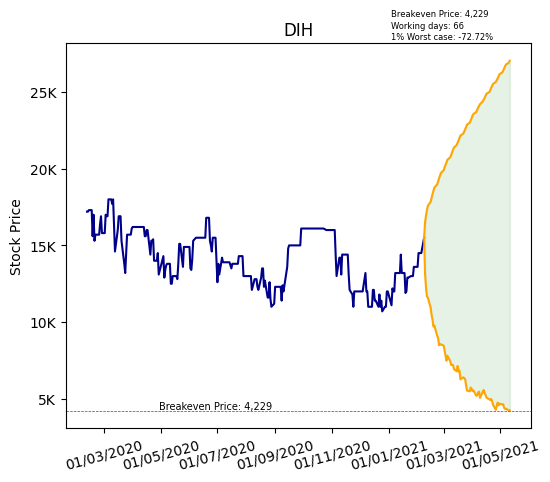 Breakeven Price: 4,229
Working days: 66
1% Worst case: -72.72%
DIH
Stock Price
25K
20K
15K
10K
5K
Breakeven Price: 4,229
01/03/2020
01/05/2020
01/07/2020
01/09/2020
01/11/2020
01/01/2021
01/03/2021
01/05/2021